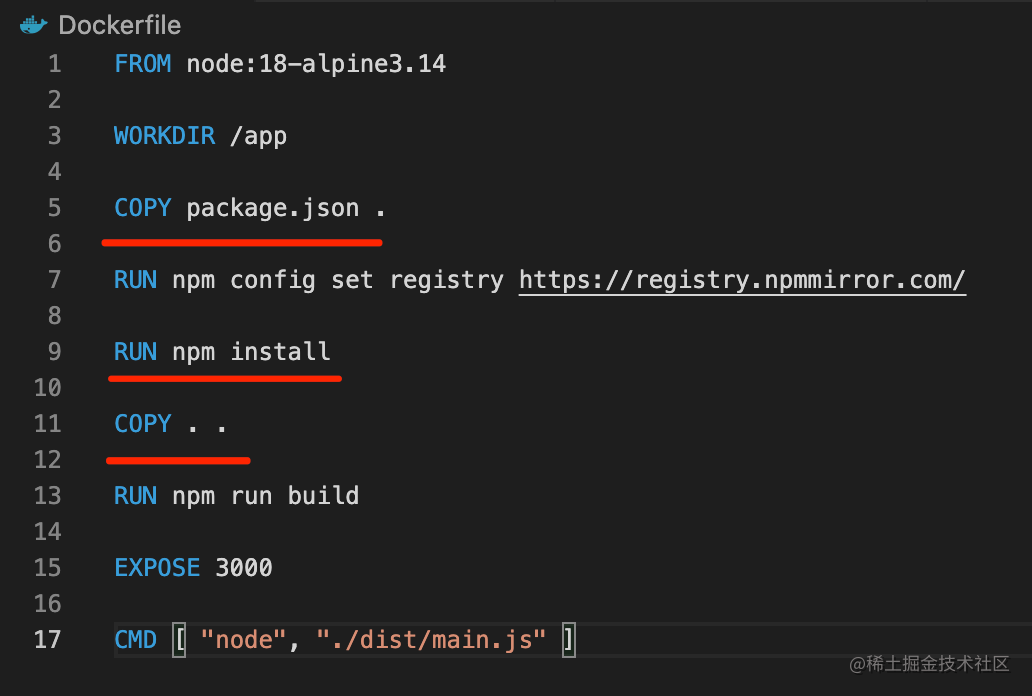 Dockerfile
1 FROM node:18-alpine3.14
2
3 WORKDIR /app
4
5 COPY package.json .
6
7 RUN npm config set registry https://registry.npmmirror.com/
8
9 RUN npm install
10
11 COPY . .
12
13 RUN npm run build
14
15 EXPOSE 3000
16
17 CMD [ "node", "./dist/main.js" ]
@稀土掘金技术社区